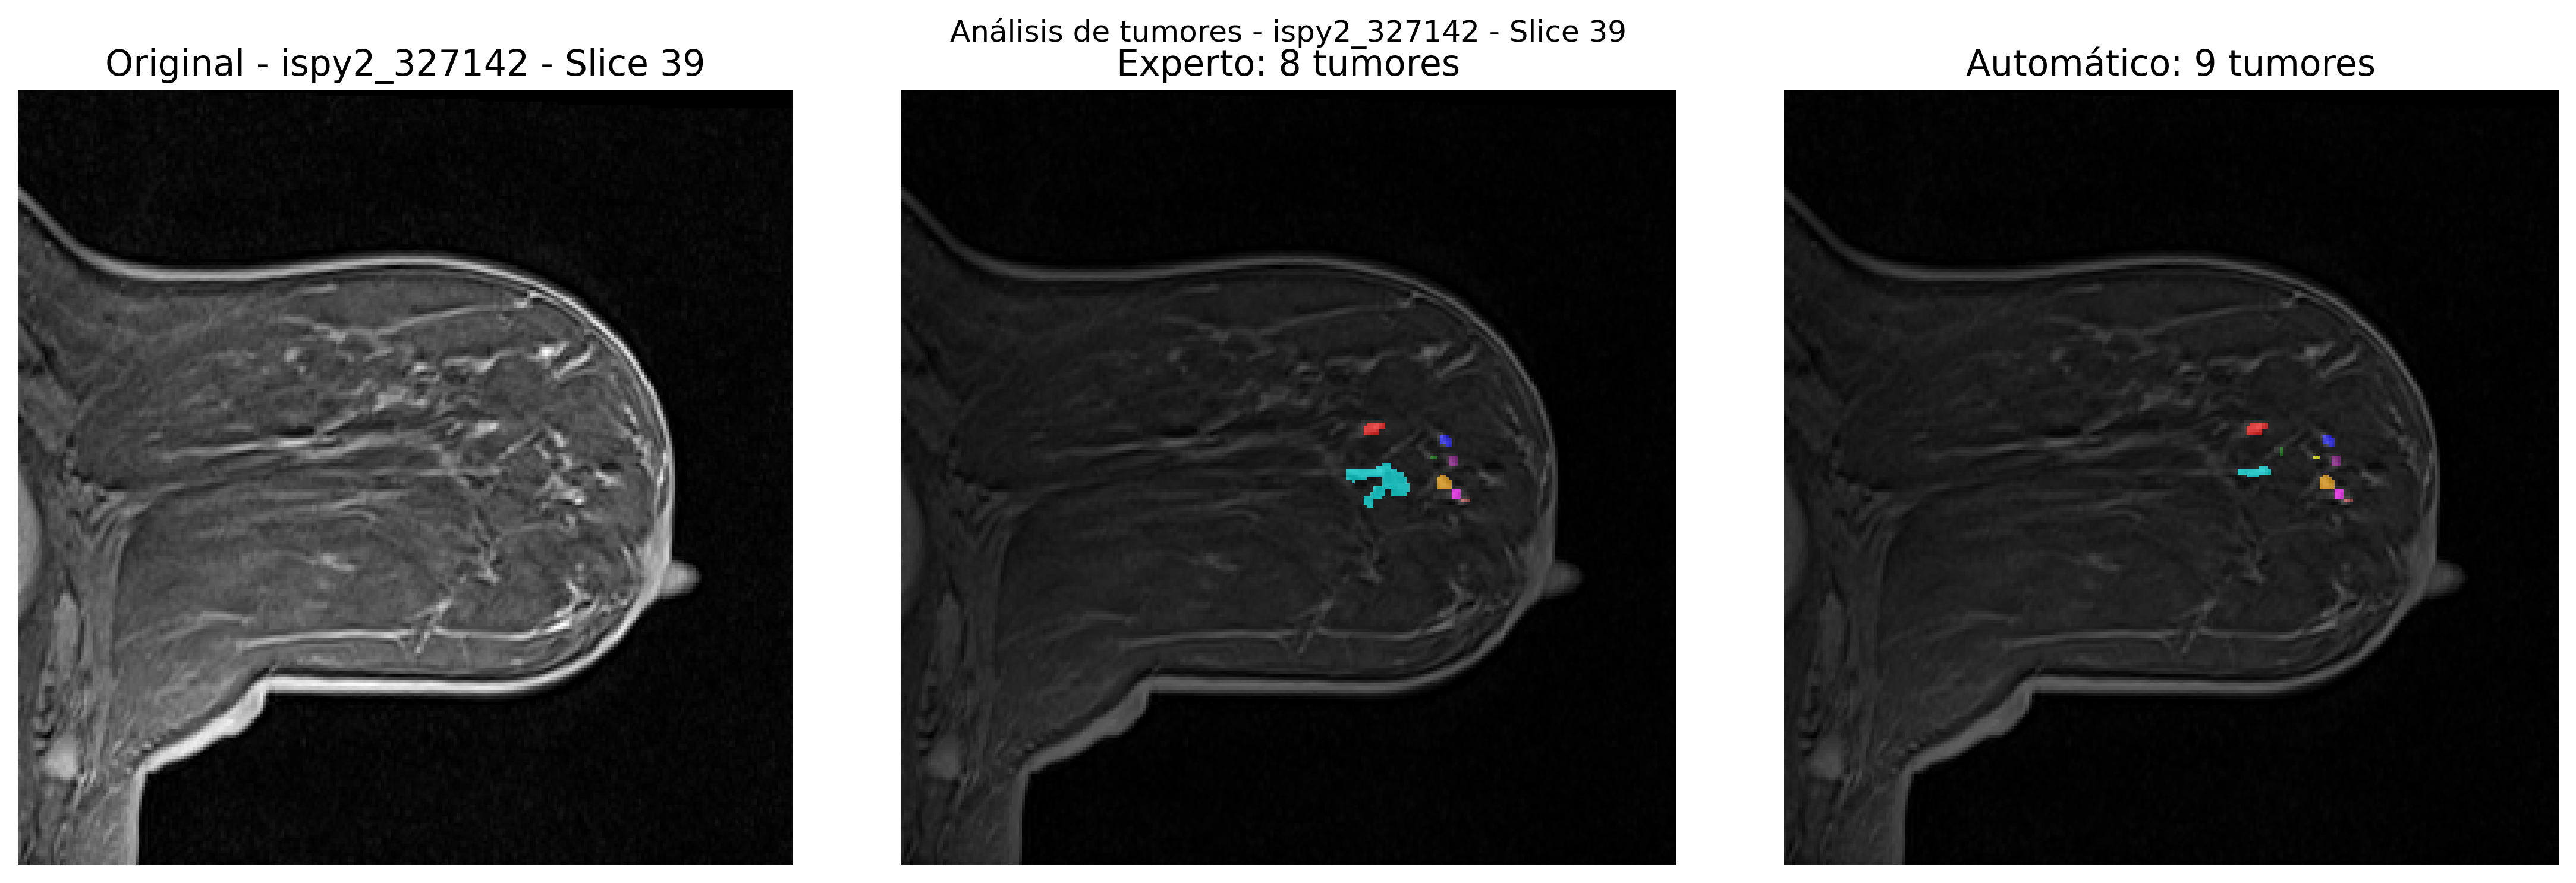 Análisis de tumores - ispy2_327142 - Slice 39
Original - ispy2_327142 - Slice 39
Experto: 8 tumores
Automático: 9 tumores